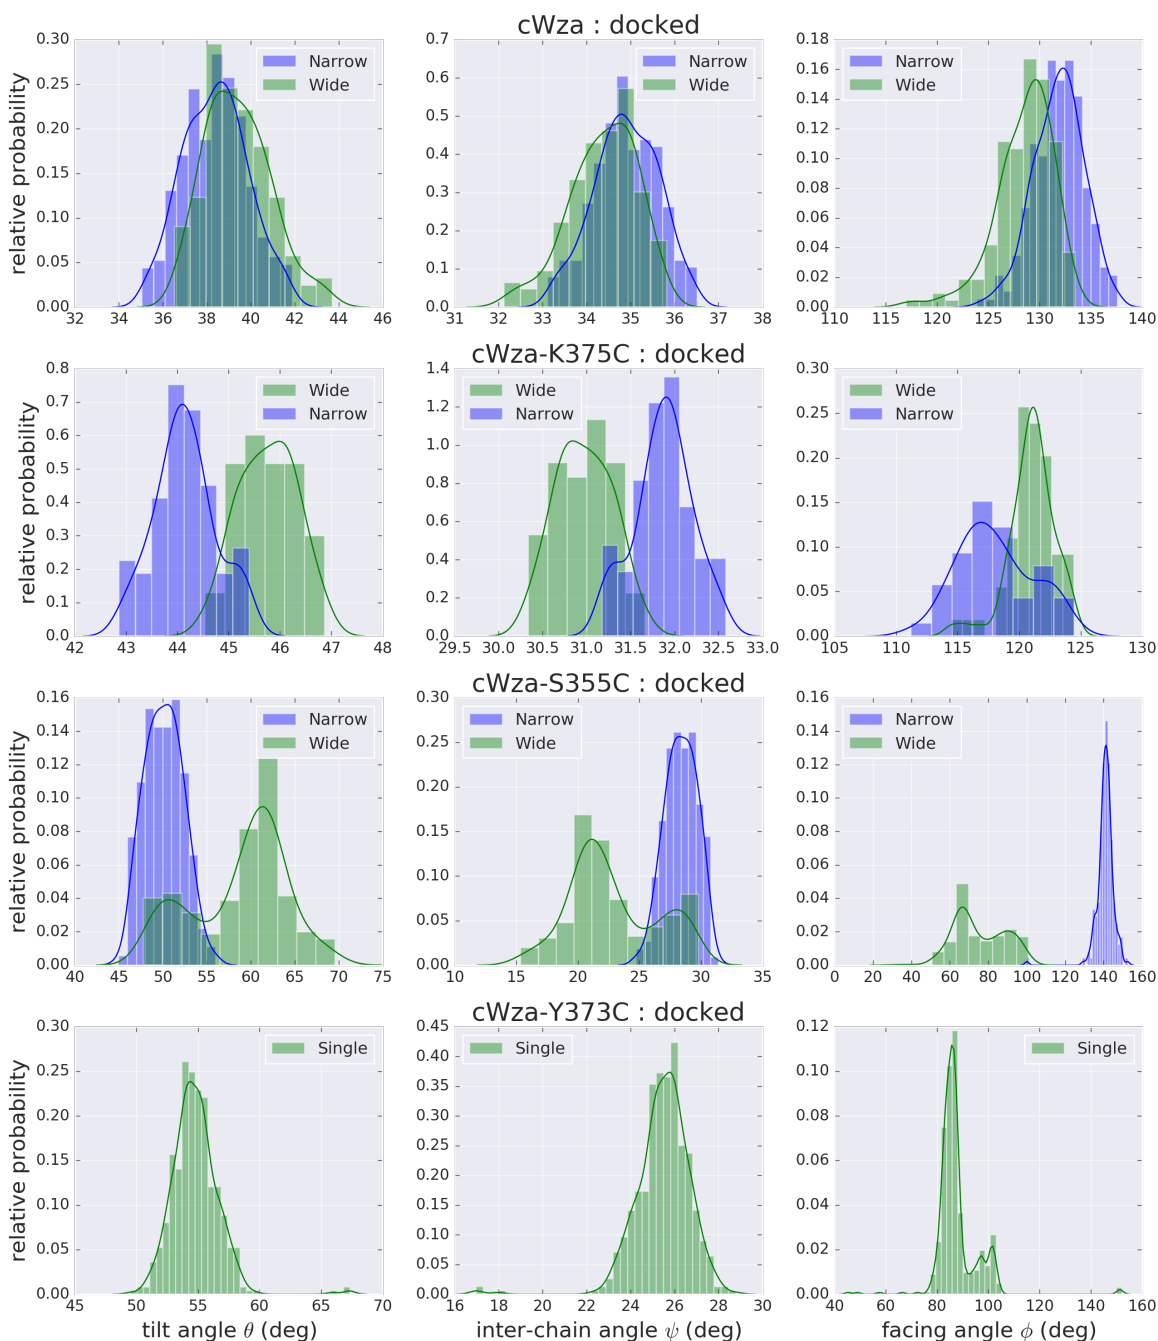 cWza : docked
relative probability
0.30
0.25
0.20
0.15
0.10
0.05
0.00
32 34 36 38 40 42 44 46
Narrow
Wide
0.7
0.6
0.5
0.4
0.3
0.2
0.1
0.0
31 32 33 34 35 36 37 38
Narrow
Wide
0.18
0.16
0.14
0.12
0.10
0.08
0.06
0.04
0.02
0.00
110 115 120 125 130 135 140
Narrow
Wide
cWza-K375C : docked
relative probability
0.8
0.7
0.6
0.5
0.4
0.3
0.2
0.1
0.0
42 43 44 45 46 47 48
Wide
Narrow
1.4
1.2
1.0
0.8
0.6
0.4
0.2
0.0
29.5 30.0 30.5 31.0 31.5 32.0 32.5 33.0
Wide
Narrow
0.30
0.25
0.20
0.15
0.10
0.05
0.00
105 110 115 120 125 130
Wide
Narrow
cWza-S355C : docked
relative probability
0.16
0.14
0.12
0.10
0.08
0.06
0.04
0.02
0.00
40 45 50 55 60 65 70 75
Narrow
Wide
0.30
0.25
0.20
0.15
0.10
0.05
0.00
10 15 20 25 30 35
Narrow
Wide
0.16
0.14
0.12
0.10
0.08
0.06
0.04
0.02
0.00
0 20 40 60 80 100 120 140 160
Narrow
Wide
cWza-Y373C : docked
relative probability
0.30
0.25
0.20
0.15
0.10
0.05
0.00
45 50 55 60 65 70
Single
tilt angle θ (deg)
0.45
0.40
0.35
0.30
0.25
0.20
0.15
0.10
0.05
0.00
16 18 20 22 24 26 28 30
Single
inter-chain angle ψ (deg)
0.12
0.10
0.08
0.06
0.04
0.02
0.00
40 60 80 100 120 140 160
Single
facing angle ϕ (deg)